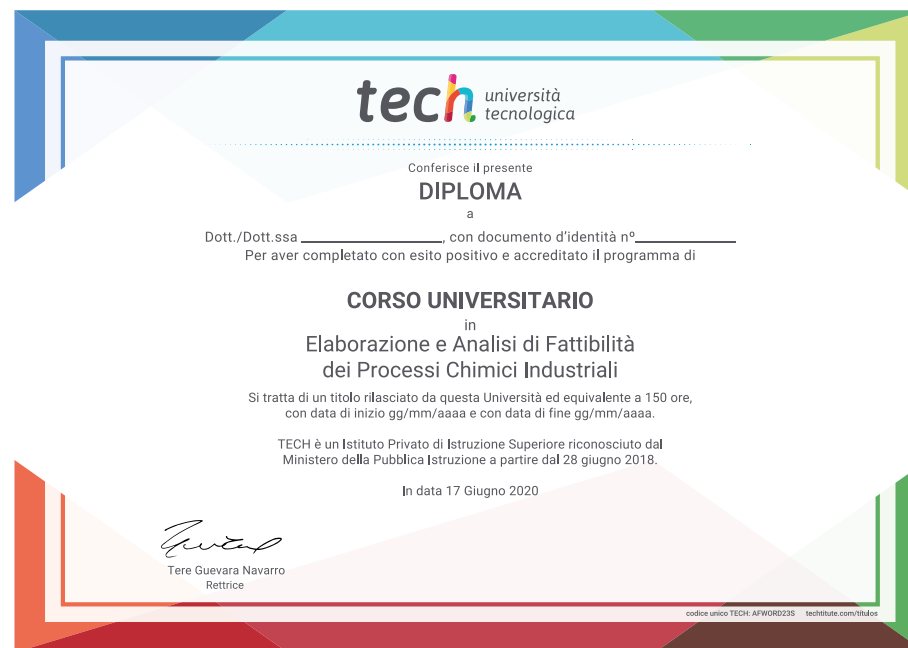 tech università
tecnologica
Conferisce il presente
DIPLOMA
a
Dott./Dott.ssa ____________________, con documento d'identità nº______________
Per aver completato con esito positivo e accreditato il programma di
CORSO UNIVERSITARIO
in
Elaborazione e Analisi di Fattibilità
dei Processi Chimici Industriali
Si tratta di un titolo rilasciato da questa Università ed equivalente a 150 ore,
con data di inizio gg/mm/aaaa e con data di fine gg/mm/aaaa.
TECH è un Istituto Privato di Istruzione Superiore riconosciuto dal
Ministero della Pubblica Istruzione a partire dal 28 giugno 2018.
In data 17 Giugno 2020
Tere Guevara Navarro
Rettrice
codice unico TECH: AFWORD23S techtitute.com/titulos